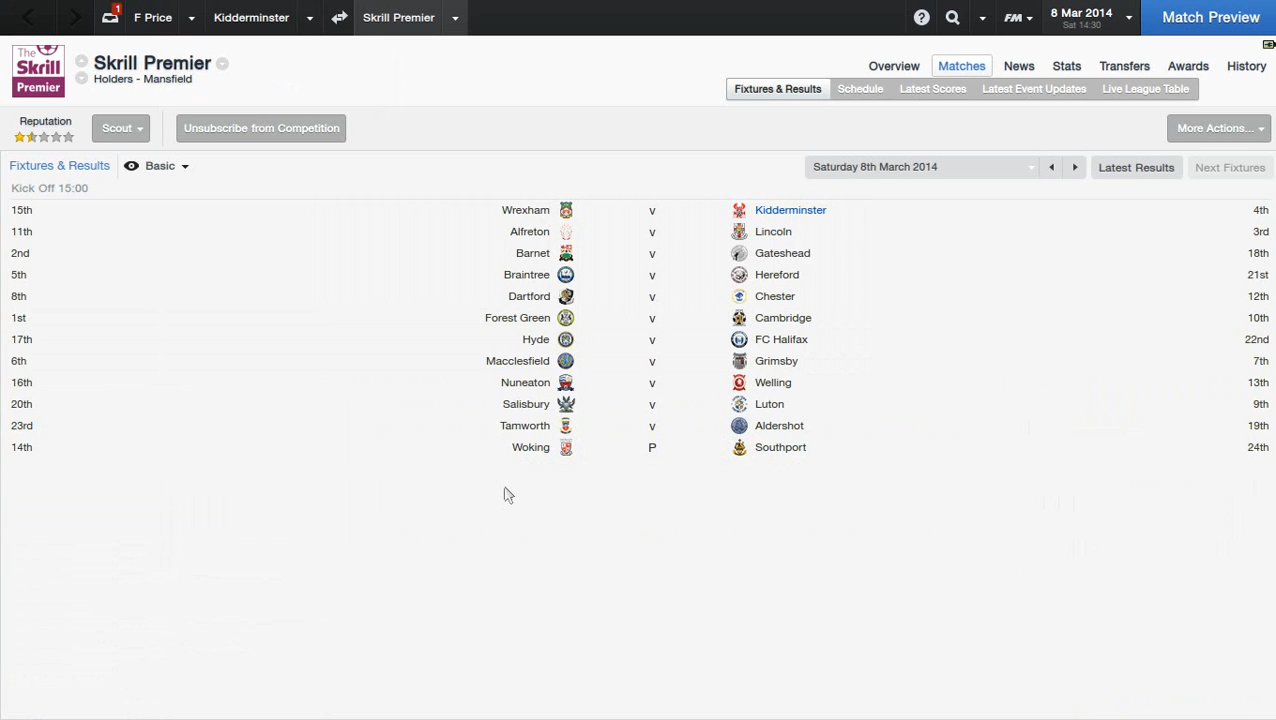 1
F Price
Kidderminster
Skrill Premier
FM
8 Mar 2014
Sat 14:30
Match Preview
The
Skrill
Premier
Skrill Premier
Holders - Mansfield
Overview
Matches
News
Stats
Transfers
Awards
History
Fixtures & Results
Schedule
Latest Scores
Latest Event Updates
Live League Table
Reputation
Scout
Unsubscribe from Competition
More Actions...
Fixtures & Results
Basic
Saturday 8th March 2014
Latest Results
Next Fixtures
Kick Off 15:00
15th Wrexham v Kidderminster 4th
11th Alfreton v Lincoln 3rd
2nd Barnet v Gateshead 18th
5th Braintree v Hereford 21st
8th Dartford v Chester 12th
1st Forest Green v Cambridge 10th
17th Hyde v FC Halifax 22nd
6th Macclesfield v Grimsby 7th
16th Nuneaton v Welling 13th
20th Salisbury v Luton 9th
23rd Tamworth v Aldershot 19th
14th Woking P Southport 24th